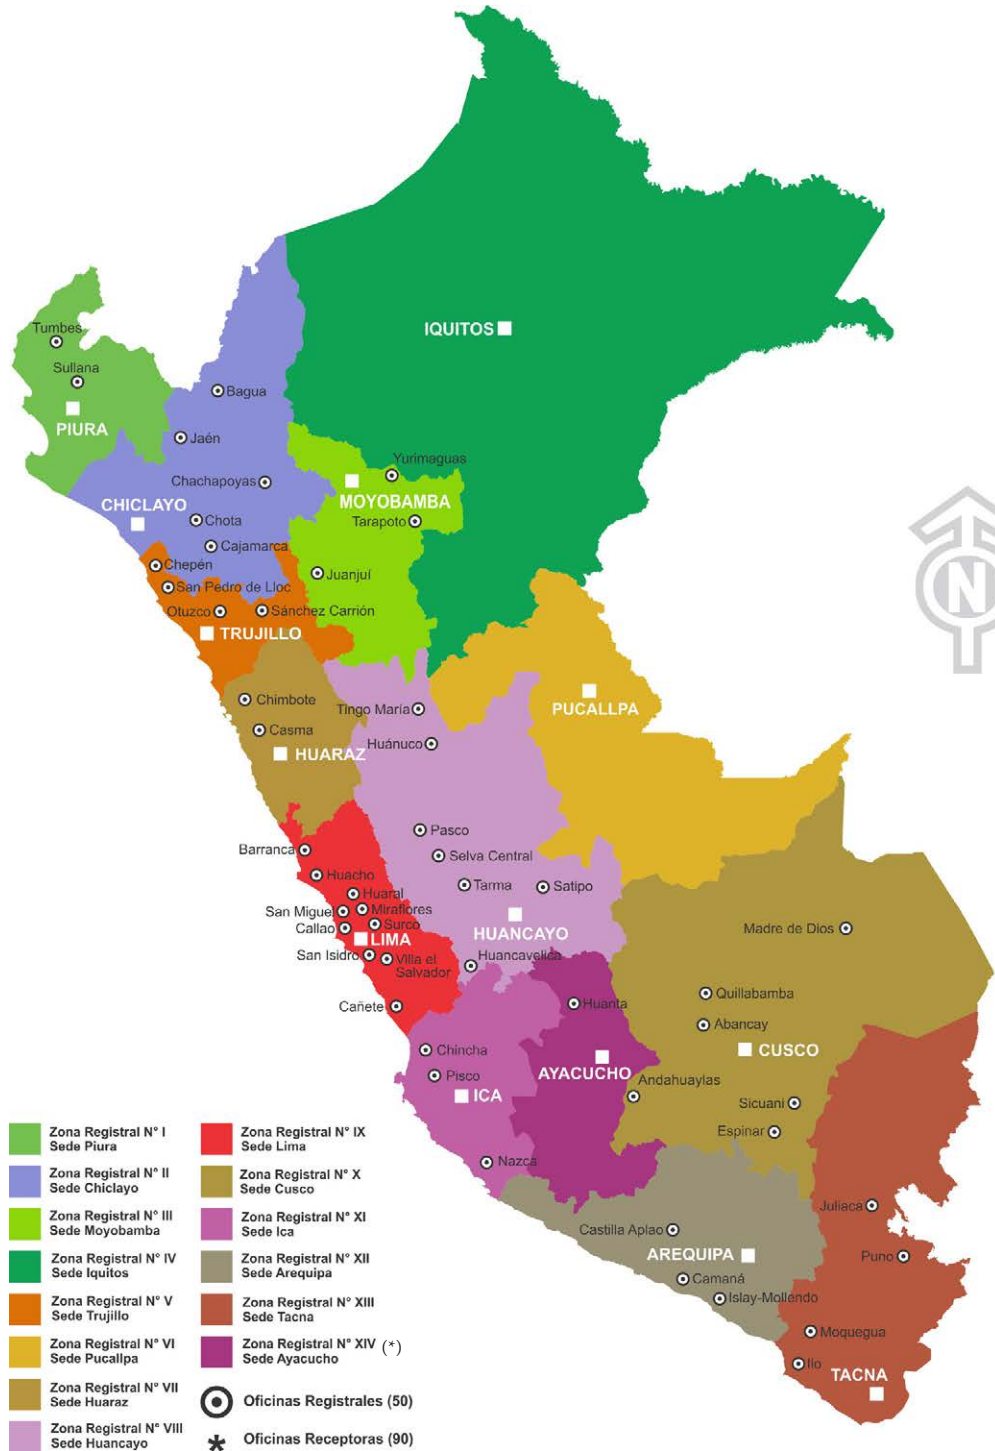 IQUITOS
Tumbes
Sullana
PIURA
Bagua
Jaén
Yurimaguas
Chachapoyas
MOYOBAMBA
CHICLAYO
Chota
Tarapoto
Cajamarca
Chepén
Juanjuí
San Pedro de Lloc
Otuzco
Sánchez Carrión
TRUJILLO
N
Chimbote
Tingo María
PUCALLPA
Casma
Huánuco
HUARAZ
Pasco
Barranca
Selva Central
Huacho
Tarma
Satipo
Huaral
San Miguel
Miraflores
Surco
Callao
LIMA
HUANCAYO
Madre de Dios
San Isidro
Villa el
Salvador
Huancavelica
Quillabamba
Cañete
Huanta
Abancay
Chincha
CUSCO
AYACUCHO
Pisco
ICA
Andahuaylas
Sicuani
Espinar
Nazca
Juliaca
Castilla Aplao
AREQUIPA
Puno
Camaná
Islay-Mollendo
Moquegua
Ilo
TACNA
Zona Registral N° I
Sede Piura
Zona Registral N° II
Sede Chiclayo
Zona Registral N° III
Sede Moyobamba
Zona Registral N° IV
Sede Iquitos
Zona Registral N° V
Sede Trujillo
Zona Registral N° VI
Sede Pucallpa
Zona Registral N° VII
Sede Huaraz
Zona Registral N° VIII
Sede Huancayo
Zona Registral N° IX
Sede Lima
Zona Registral N° X
Sede Cusco
Zona Registral N° XI
Sede Ica
Zona Registral N° XII
Sede Arequipa
Zona Registral N° XIII
Sede Tacna
Zona Registral N° XIV (*)
Sede Ayacucho
Oficinas Registrales (50)
* Oficinas Receptoras (90)